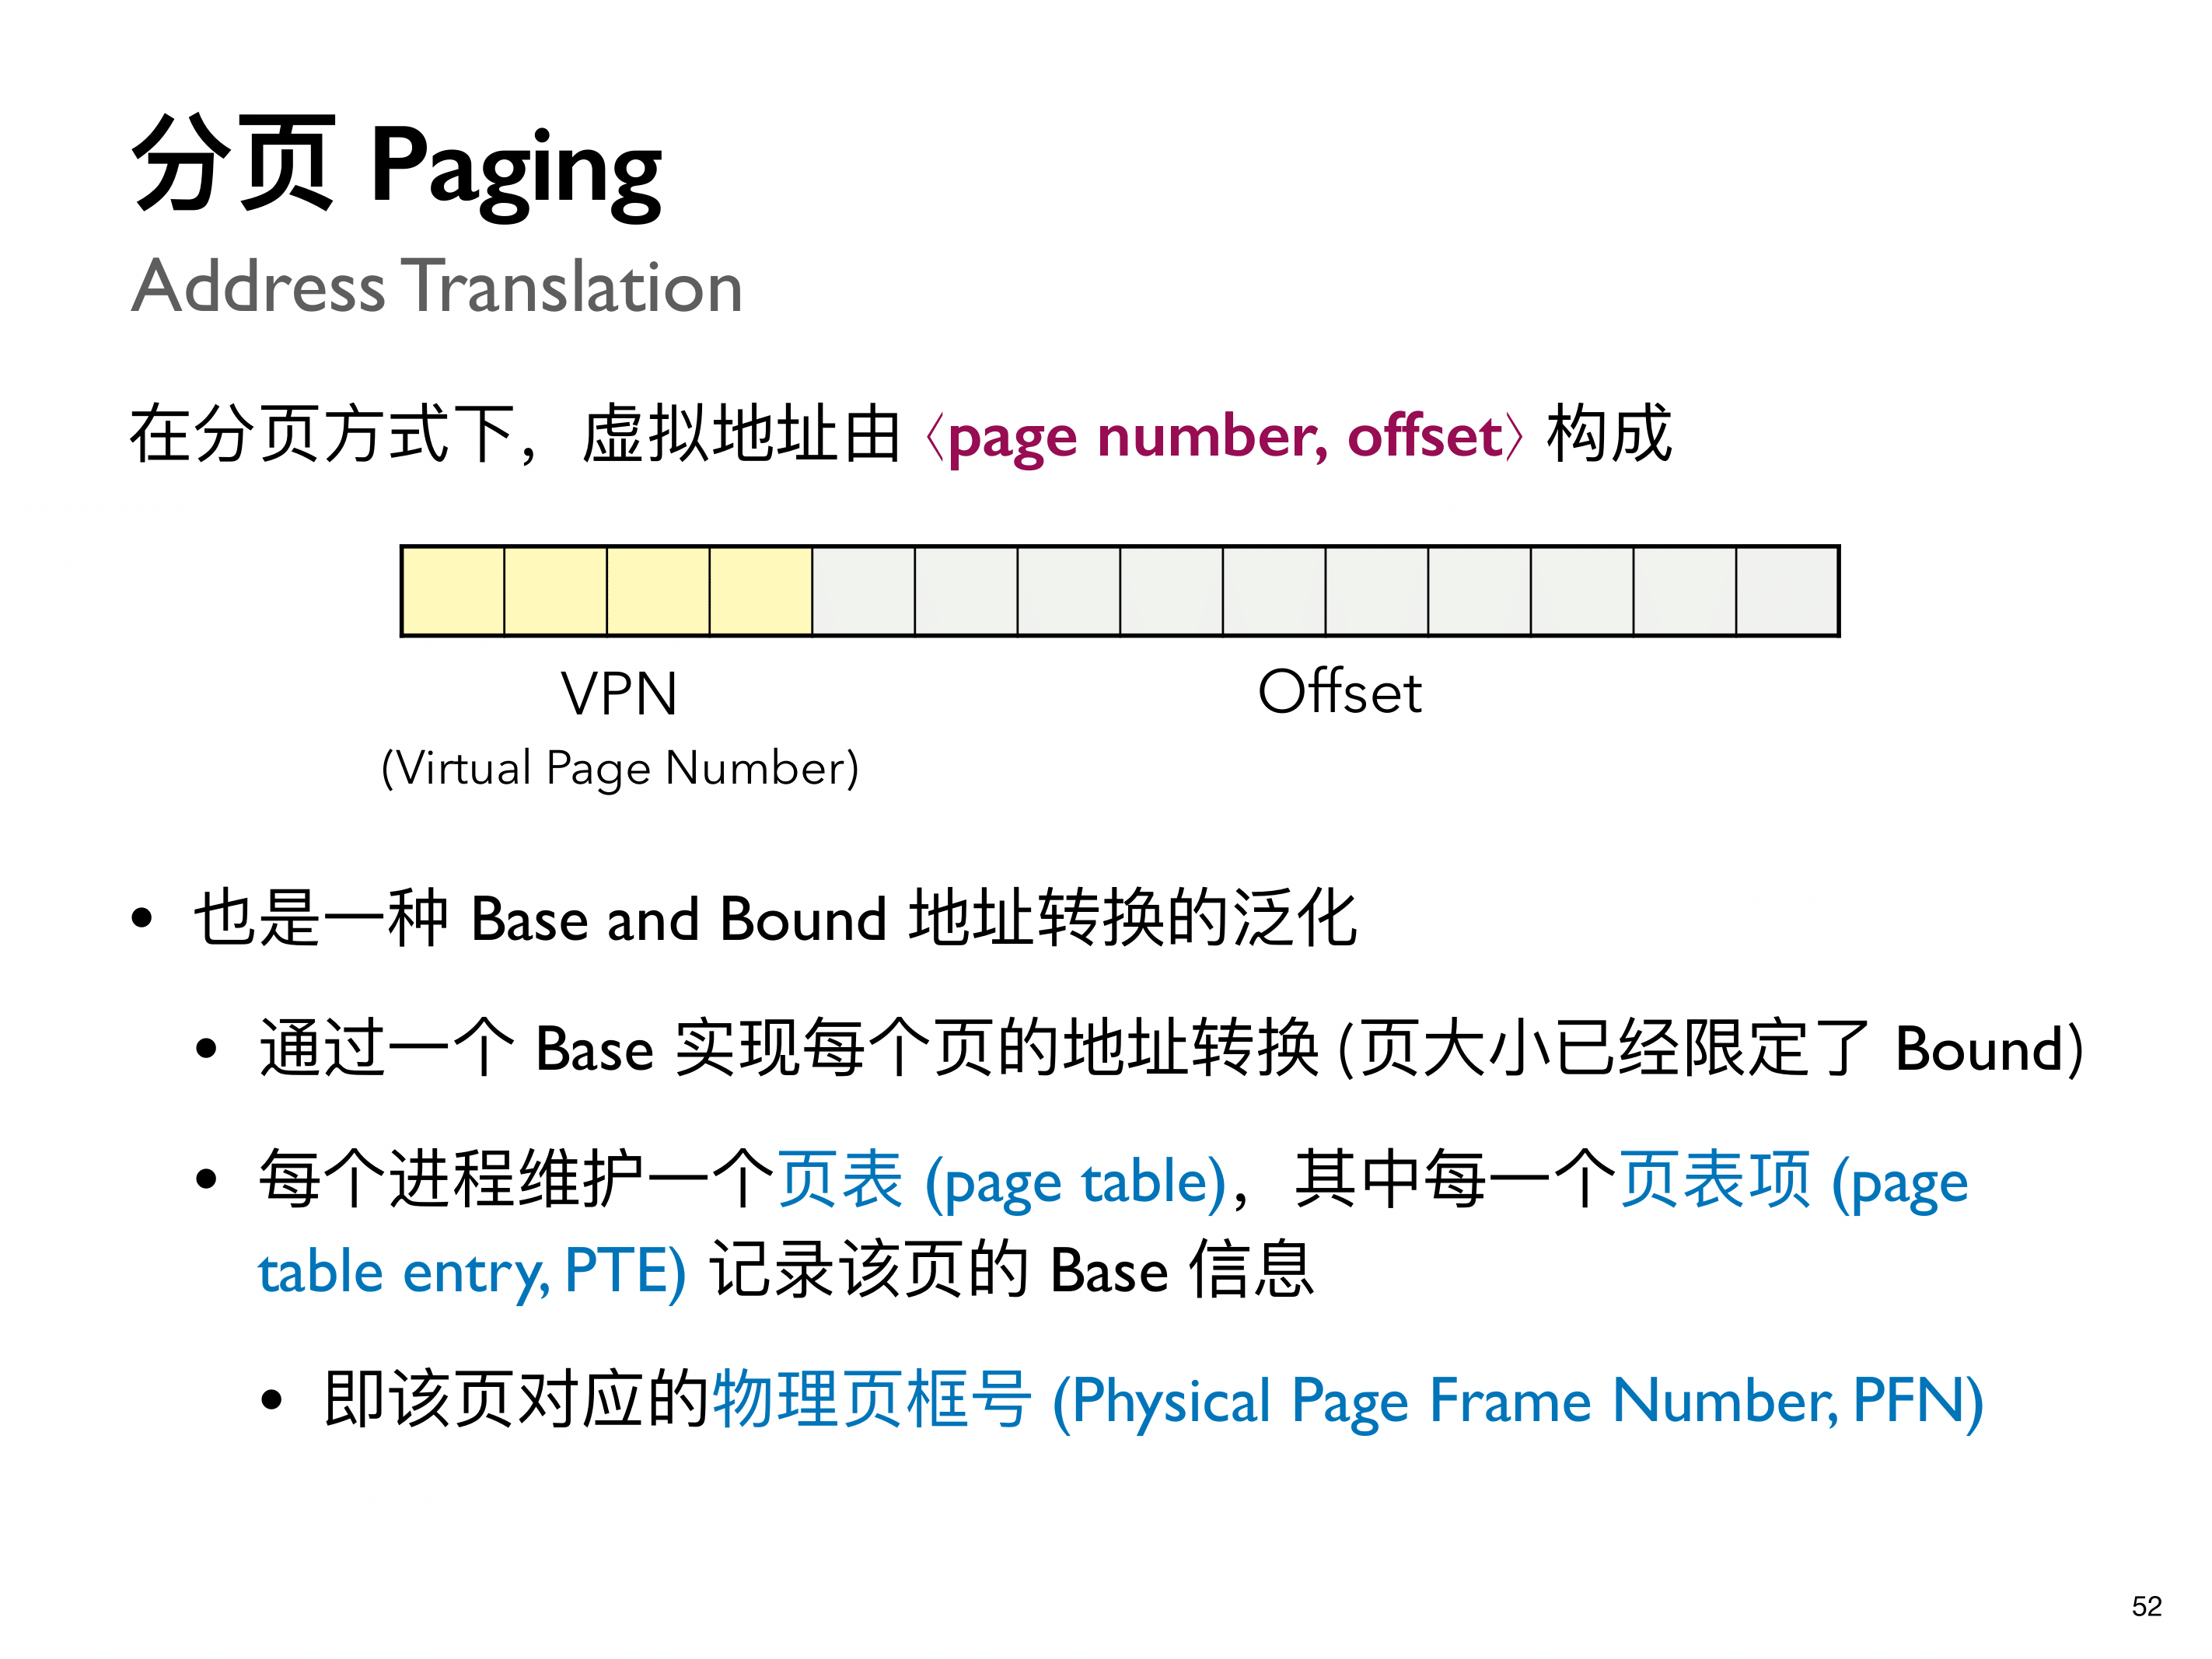 分页 Paging
Address Translation
在分页方式下，虚拟地址由 〈page number, offset〉 构成
VPN
Offset
(Virtual Page Number)
• 也是一种 Base and Bound 地址转换的泛化
• 通过一个 Base 实现每个页的地址转换 (页大小已经限定了 Bound)
• 每个进程维护一个页表 (page table)，其中每一个页表项 (page
table entry, PTE) 记录该页的 Base 信息
• 即该页对应的物理页框号 (Physical Page Frame Number, PFN)
52